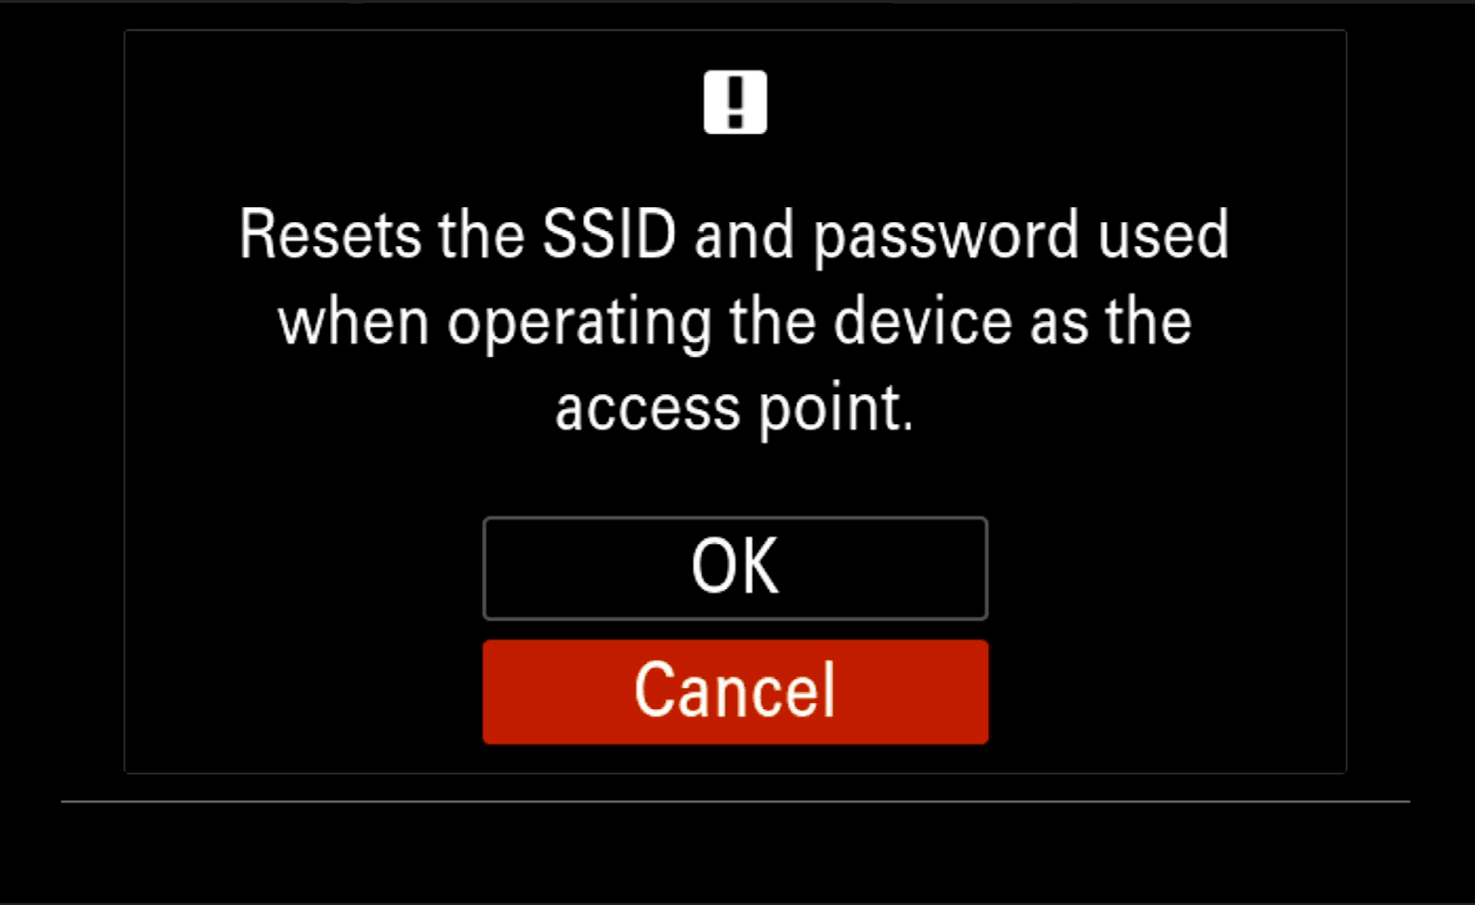 Resets the SSID and password used
when operating the device as the
access point.
OK
Cancel